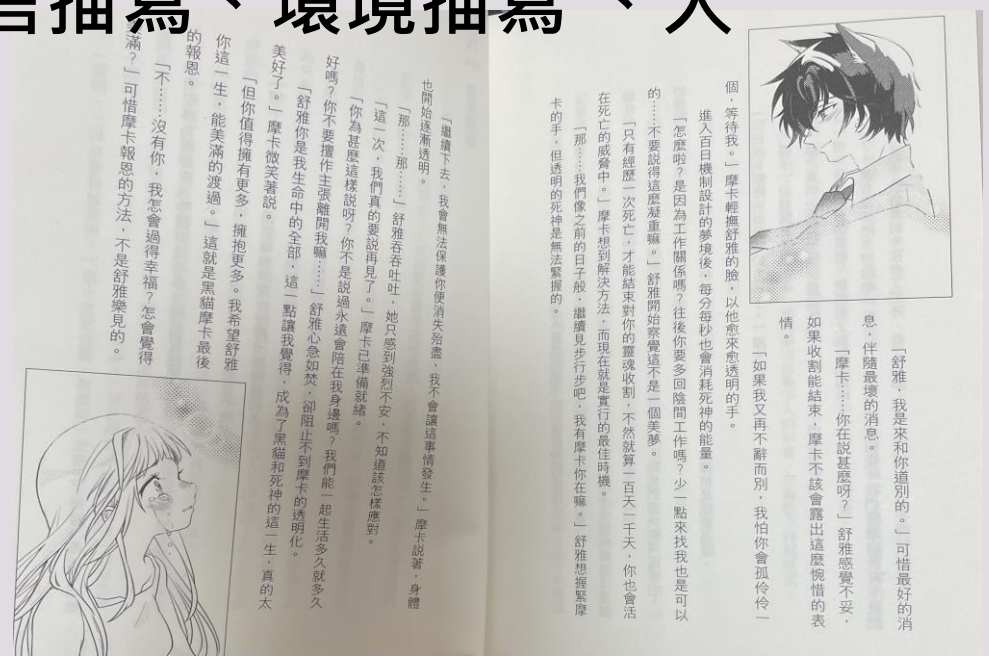 言描寫、環境描寫、人
「舒雅，我是來和你道別的。」可惜最好的消
息，伴隨最壞的消息。
「摩卡……你在説甚麼呀？」舒雅感覺不妥，
如果收割能結束，摩卡不該會露出這麼惋惜的表
情。
「如果我又再不辭而別，我怕你會孤伶伶一
個，等待我。」摩卡輕撫舒雅的臉，以他愈來愈透明的手。
進入百日機制設計的夢境後，每分每秒也會消耗死神的能量。
「怎麼啦？是因為工作關係嗎？往後你要多回陰間工作嗎？少一點來找我也是可以
的……不要說得這麼凝重嘛。」舒雅開始察覺這不是一個美夢。
「只有經歷一次死亡，才能結束對你的靈魂收割，不然就算一百天一千天，你也會活
在死亡的威脅中。」摩卡想到解決方法，而現在就是實行的最佳時機。
「那……我們像之前的日子般，繼續見步行步吧，我有摩卡你在嘛。」舒雅想握緊摩
卡的手，但透明的死神是無法緊握的。
「繼續下去，我會無法保護你便消失殆盡，我不會讓這事情發生。」摩卡說著，身體
也開始逐漸透明。
「那……那……」舒雅吞吞吐吐，她只感到強烈不安，不知道該怎樣應對。
「這一次，我們真的要說再見了。」摩卡已準備就緒。
「你為甚麼這樣說呀？你不是説過永遠會陪在我身邊嗎？我們能一起生活多久就多久
好嗎？你不要擅作主張離開我嘛……」舒雅心急如焚，卻阻止不到摩卡的透明化。
「舒雅你是我生命中的全部，這一點讓我覺得，成為了黑貓和死神的這一生，真的太
美好了。」摩卡微笑著說。
「但你值得擁有更多，擁抱更多。我希望舒雅
你這一生，能美滿的渡過。」這就是黑貓摩卡最後
的報恩。
「不……沒有你，我怎會過得幸福？怎會覺得
滿？」可惜摩卡報恩的方法，不是舒雅樂見的。